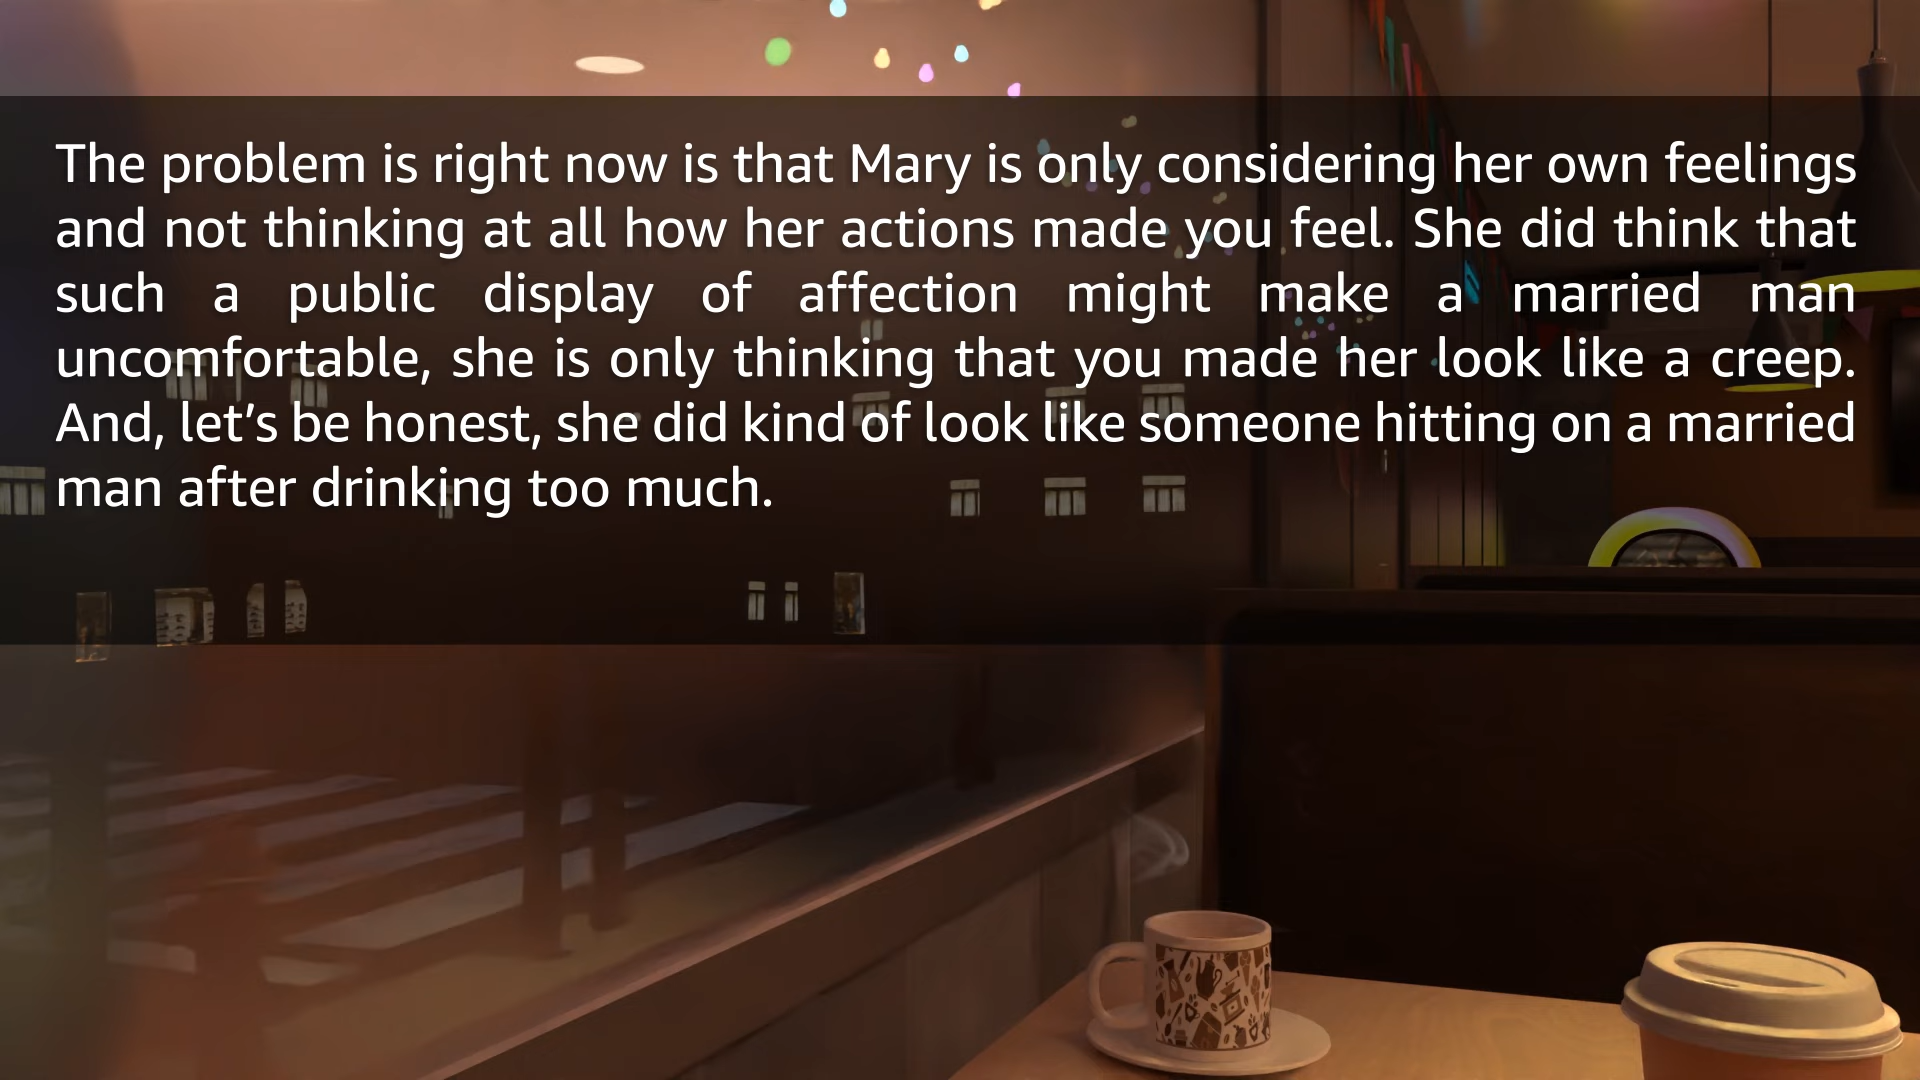 The problem is right now is that Mary is only considering her own feelings
and not thinking at all how her actions made you feel. She did think that
such a public display of affection might make a married man
uncomfortable, she is only thinking that you made her look like a creep.
And, let’s be honest, she did kind of look like someone hitting on a married
man after drinking too much.